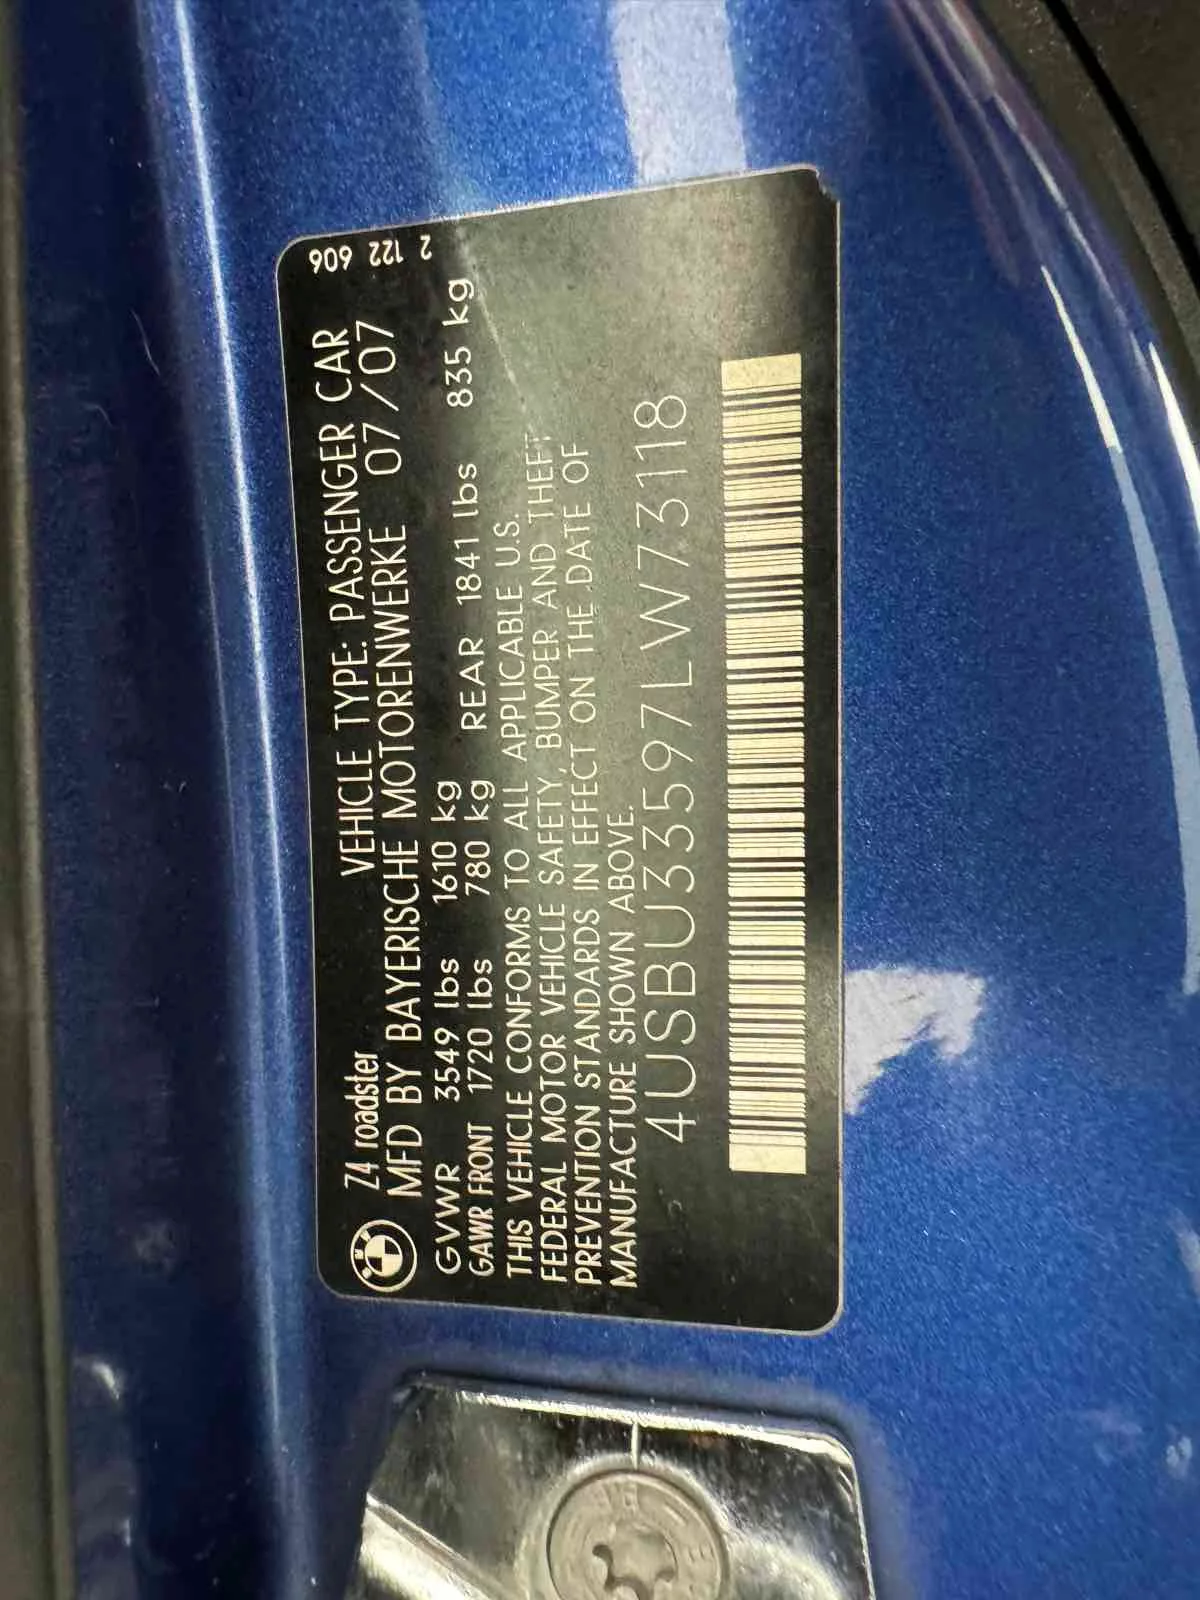 2 122 606
Z4 roadster VEHICLE TYPE: PASSENGER CAR
MFD BY BAYERISCHE MOTORENWERKE 07/07
GVWR 3549 lbs 1610 kg
GAWR FRONT 1720 lbs 780 kg REAR 1841 lbs 835 kg
THIS VEHICLE CONFORMS TO ALL APPLICABLE U.S.
FEDERAL MOTOR VEHICLE SAFETY, BUMPER AND THEFT
PREVENTION STANDARDS IN EFFECT ON THE DATE OF
MANUFACTURE SHOWN ABOVE.
4USBU33597LW73118